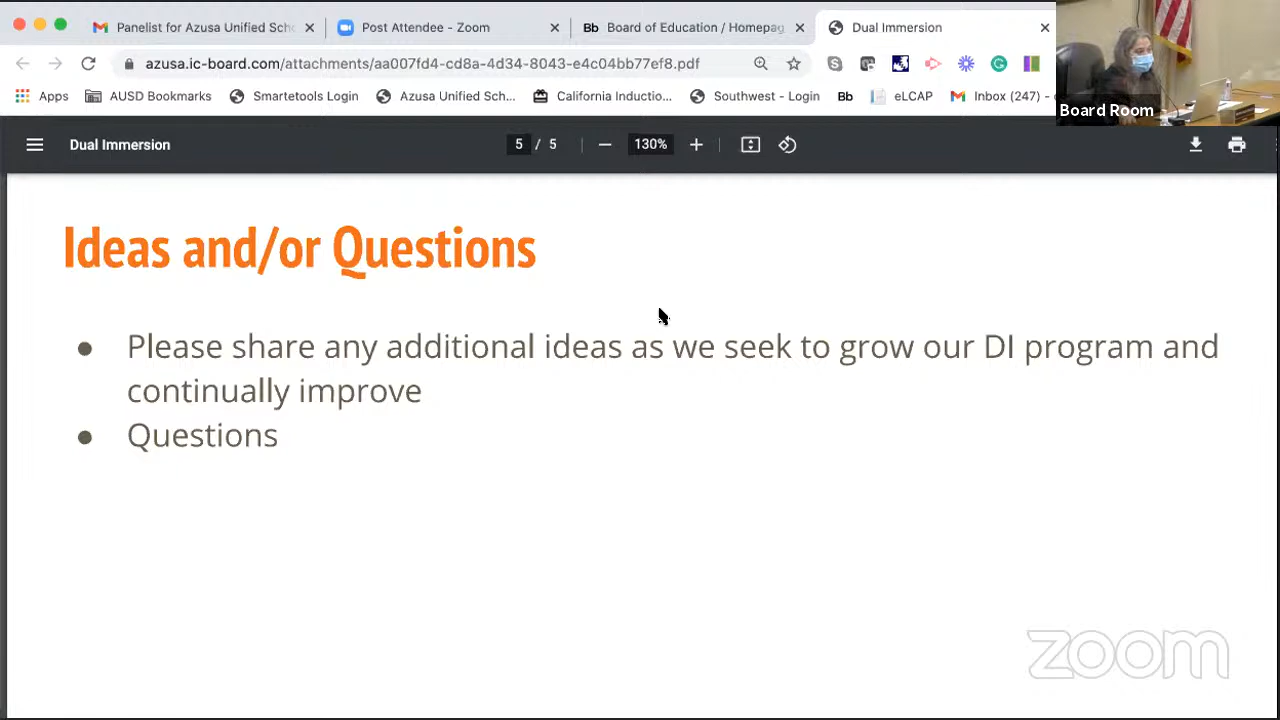 Panelist for Azusa Unified Scho
Post Attendee - Zoom
Bb Board of Education / Homepag
Dual Immersion
azusa.ic-board.com/attachments/aa007fd4-cd8a-4d34-8043-e4c04bb77ef8.pdf
Apps AUSD Bookmarks Smartetools Login Azusa Unified Sch... California Inductio... Southwest - Login Bb eLCAP Inbox (247) -
Board Room
Dual Immersion 5 / 5 130%
Ideas and/or Questions
● Please share any additional ideas as we seek to grow our DI program and
continually improve
● Questions
zoom